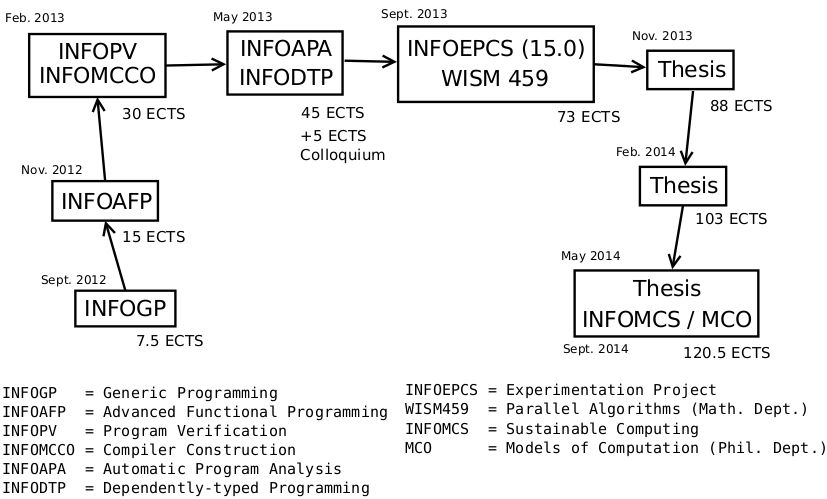 Feb. 2013
INFOPV
INFOMCCO
30 ECTS
May 2013
INFOAPA
INFODTP
45 ECTS
+5 ECTS
Colloquium
Sept. 2013
INFOEPCS (15.0)
WISM 459
73 ECTS
Nov. 2013
Thesis
88 ECTS
Nov. 2012
INFOAFP
15 ECTS
Feb. 2014
Thesis
103 ECTS
Sept. 2012
INFOGP
7.5 ECTS
May 2014
Thesis
INFOMCS / MCO
Sept. 2014
120.5 ECTS
INFOGP = Generic Programming
INFOAFP = Advanced Functional Programming
INFOPV = Program Verification
INFOMCCO = Compiler Construction
INFOAPA = Automatic Program Analysis
INFODTP = Dependently-typed Programming
INFOEPCS = Experimentation Project
WISM459 = Parallel Algorithms (Math. Dept.)
INFOMCS = Sustainable Computing
MCO = Models of Computation (Phil. Dept.)